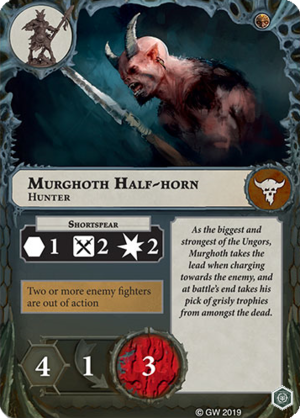 Murghoth Half-horn
Hunter
Shortspear
1 2 2
Two or more enemy fighters
are out of action
As the biggest and
strongest of the Ungors,
Murghoth takes the
lead when charging
towards the enemy, and
at battle's end takes his
pick of grisly trophies
from amongst the dead.
4 1 3
© GW 2019